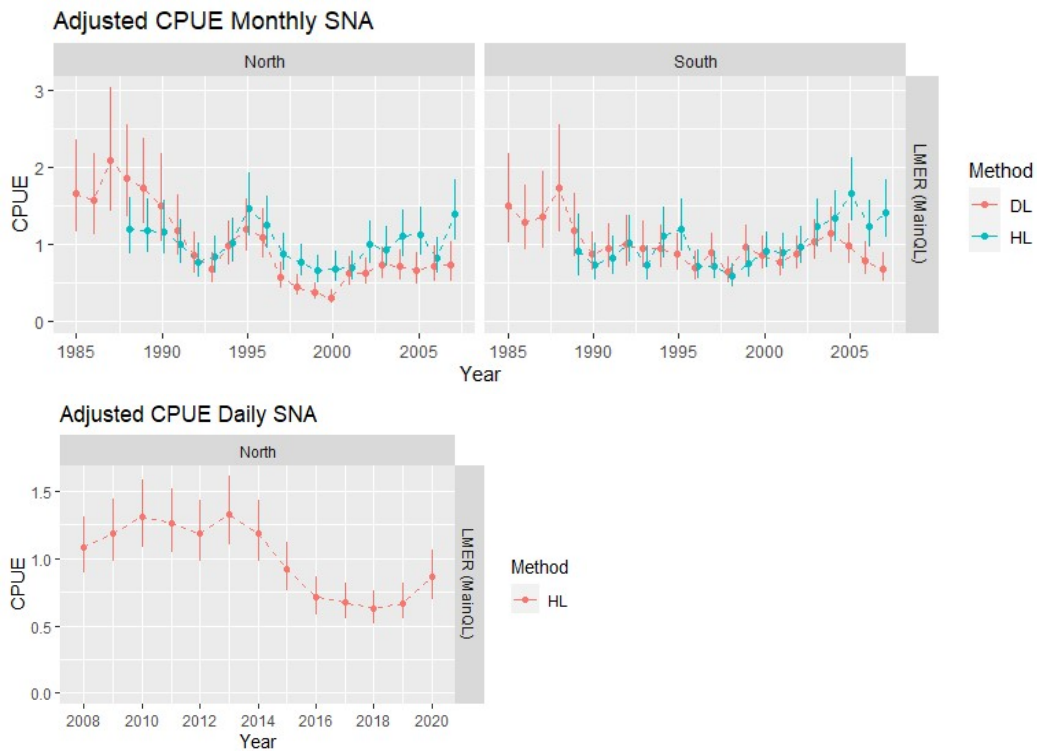 Adjusted CPUE Monthly SNA
North
South
3
2
1
0
CPUE
1985 1990 1995 2000 2005
1985 1990 1995 2000 2005
Year
LMER (MainQL)
Method
DL
HL
Adjusted CPUE Daily SNA
North
1.5
1.0
0.5
0.0
CPUE
2008 2010 2012 2014 2016 2018 2020
Year
LMER (MainQL)
Method
HL